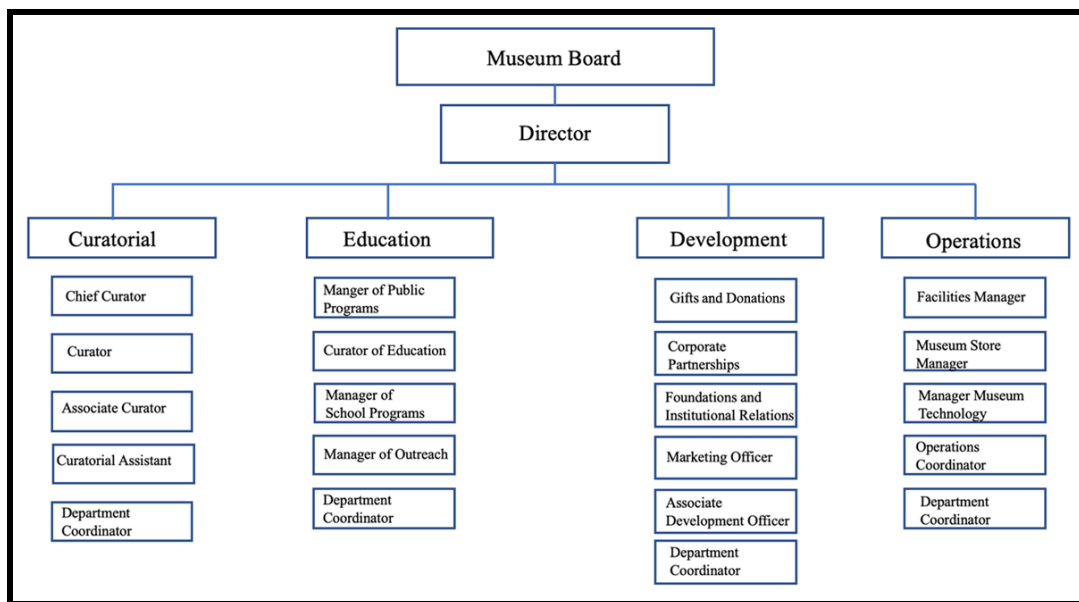 Museum Board
Director
Curatorial
Chief Curator
Curator
Associate Curator
Curatorial Assistant
Department
Coordinator
Education
Manger of Public
Programs
Curator of Education
Manager of
School Programs
Manager of Outreach
Department
Coordinator
Development
Gifts and Donations
Corporate
Partnerships
Foundations and
Institutional Relations
Marketing Officer
Associate
Development Officer
Department
Coordinator
Operations
Facilities Manager
Museum Store
Manager
Manager Museum
Technology
Operations
Coordinator
Department
Coordinator